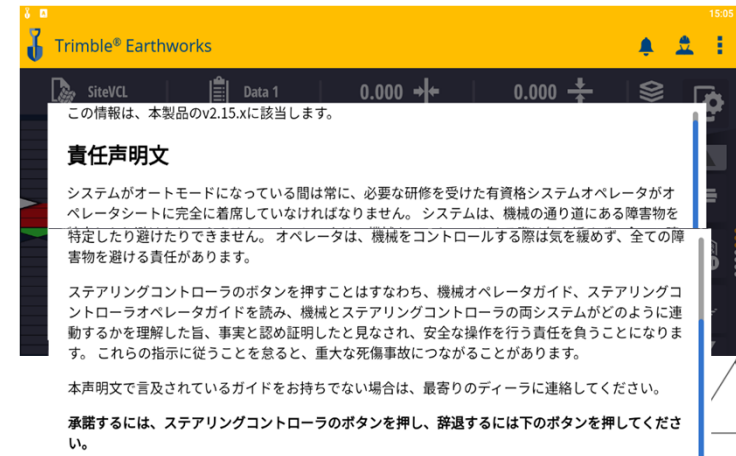 15:05
Trimble® Earthworks
SiteVCL
Data 1
0.000
0.000
この情報は、本製品のv2.15.xに該当します。
責任声明文
システムがオートモードになっている間は常に、必要な研修を受けた有資格システムオペレータがオ
ペレータシートに完全に着席していなければなりません。 システムは、機械の通り道にある障害物を
特定したり避けたりできません。 オペレータは、機械をコントロールする際は気を緩めず、全ての障
害物を避ける責任があります。
ステアリングコントローラのボタンを押すことはすなわち、機械オペレータガイド、ステアリングコ
ントローラオペレータガイドを読み、機械とステアリングコントローラの両システムがどのように連
動するかを理解した旨、事実と認め証明したと見なされ、安全な操作を行う責任を負うことになりま
す。 これらの指示に従うことを怠ると、重大な死傷事故につながることがあります。
本声明文で言及されているガイドをお持ちでない場合は、最寄りのディーラに連絡してください。
承諾するには、ステアリングコントローラのボタンを押し、辞退するには下のボタンを押してくださ
い。